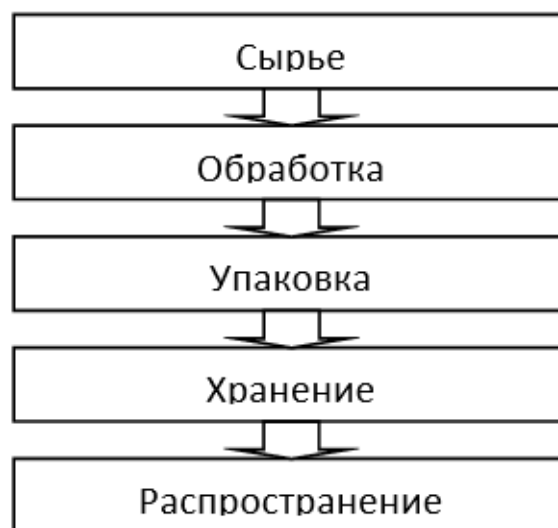 Сырье
Обработка
Упаковка
Хранение
Распространение